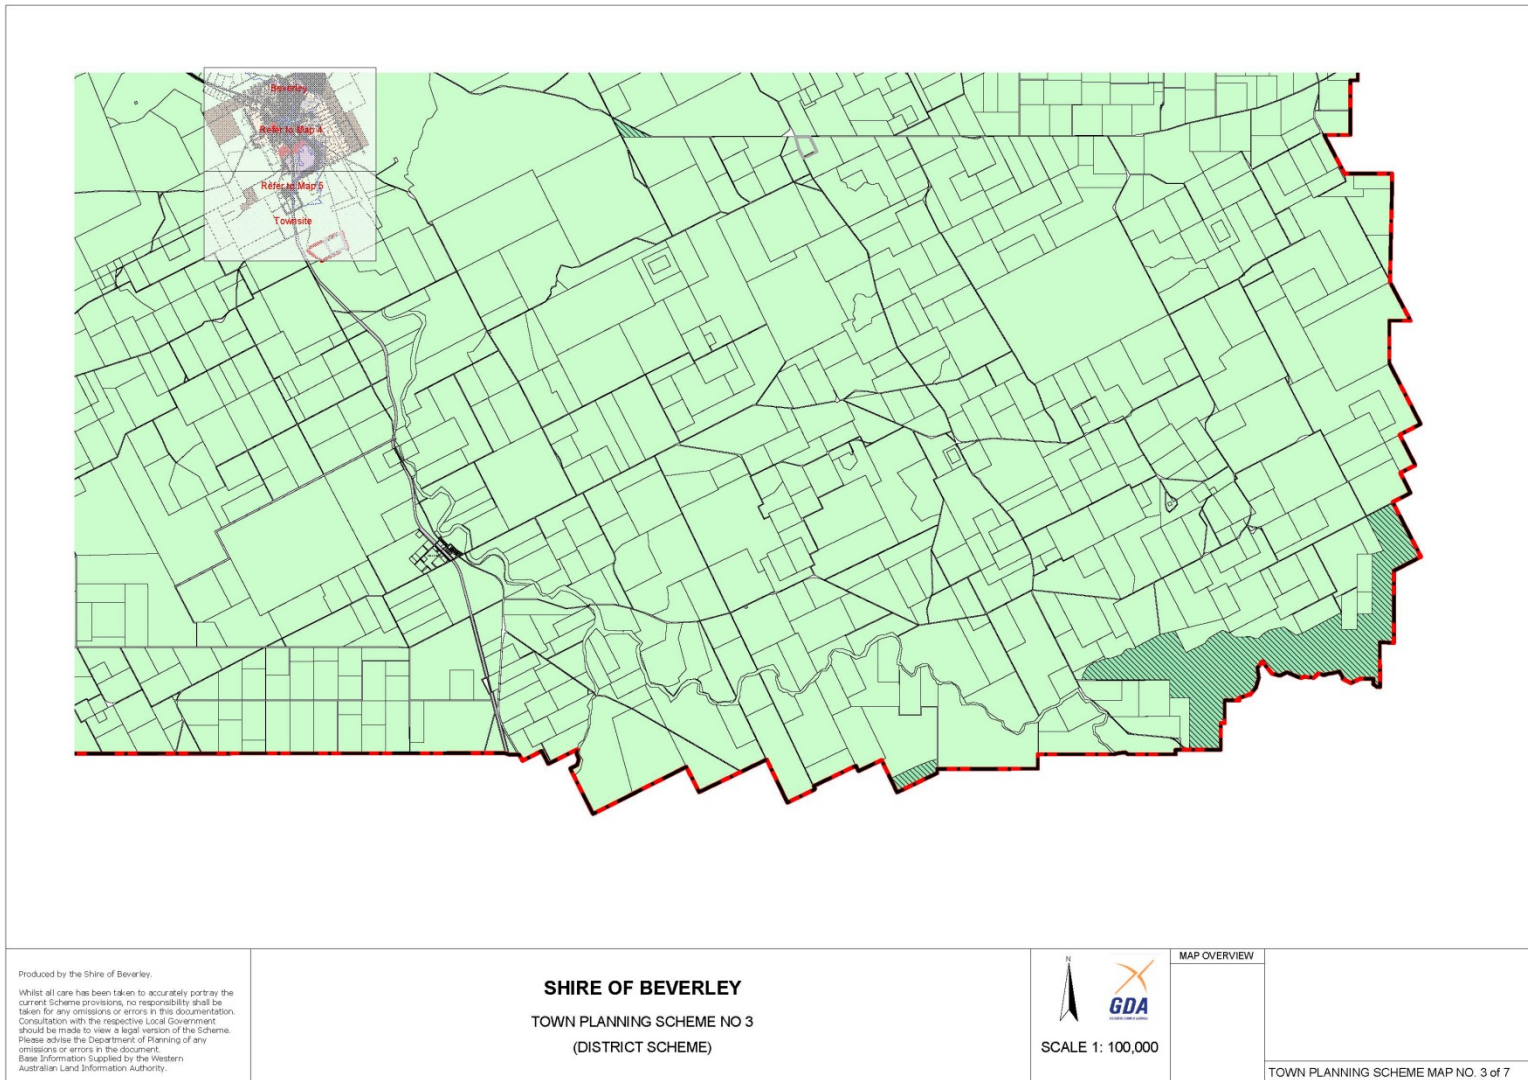 Beverley
Refer to Map 4
Refer to Map 5
Townsite
Produced by the Shire of Beverley.
Whilst all care has been taken to accurately portray the
current Scheme provisions, no responsibility shall be
taken for any omissions or errors in this documentation.
Consultation with the respective Local Government
should be made to view a legal version of the Scheme.
Please advise the Department of Planning of any
omissions or errors in the document.
Base Information Supplied by the Western
Australian Land Information Authority.
SHIRE OF BEVERLEY
TOWN PLANNING SCHEME NO 3
(DISTRICT SCHEME)
N
GDA
SCALE 1: 100,000
MAP OVERVIEW
TOWN PLANNING SCHEME MAP NO. 3 of 7